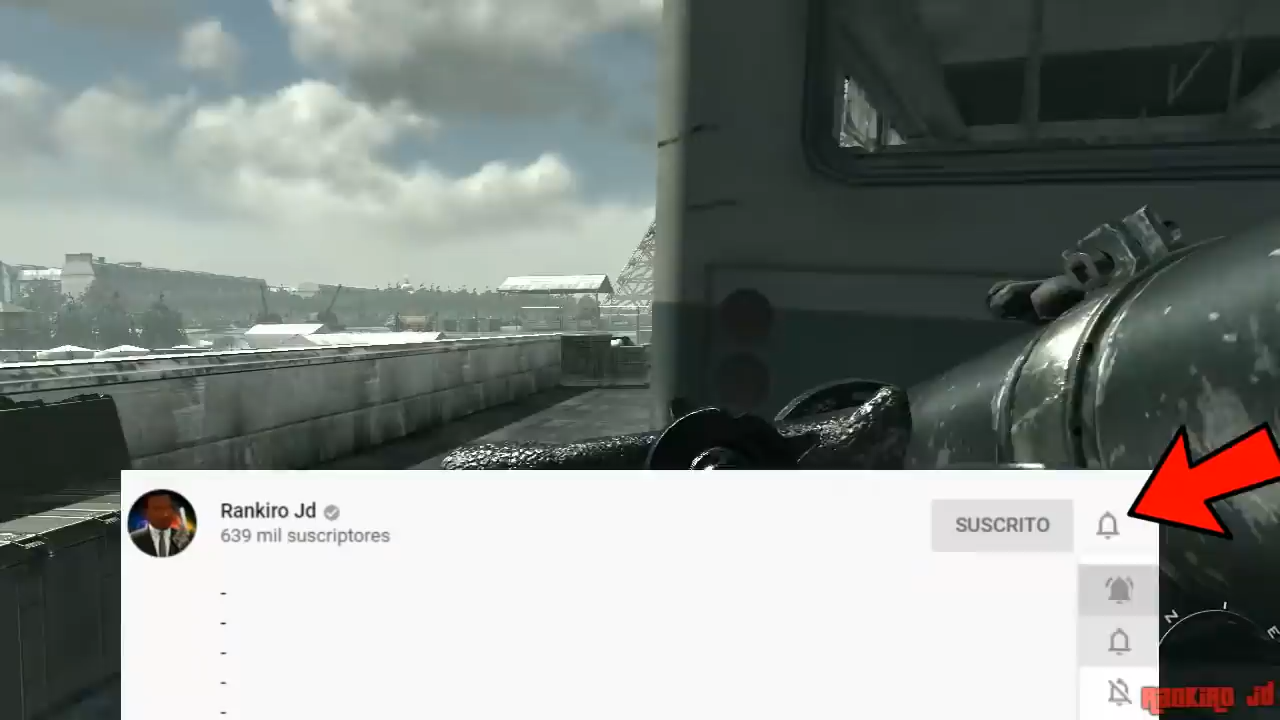 Rankiro Jd
639 mil suscriptores
SUSCRITO
-
-
-
-
-
N
E
RANKIRO JD